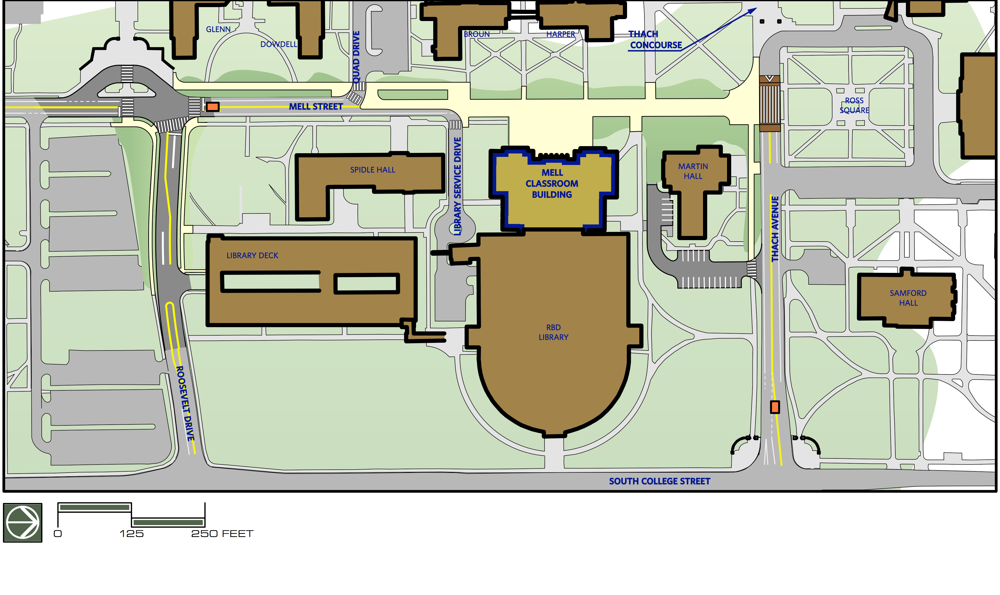 GLENN
DOWDELL
QUAD DRIVE
BROUN
HARPER
THACH
CONCOURSE
MELL STREET
ROSS
SQUARE
SPIDLE HALL
LIBRARY SERVICE DRIVE
MELL
CLASSROOM
BUILDING
MARTIN
HALL
THACH AVENUE
LIBRARY DECK
SAMFORD
HALL
RBD
LIBRARY
ROOSEVELT DRIVE
SOUTH COLLEGE STREET
0 125 250 FEET